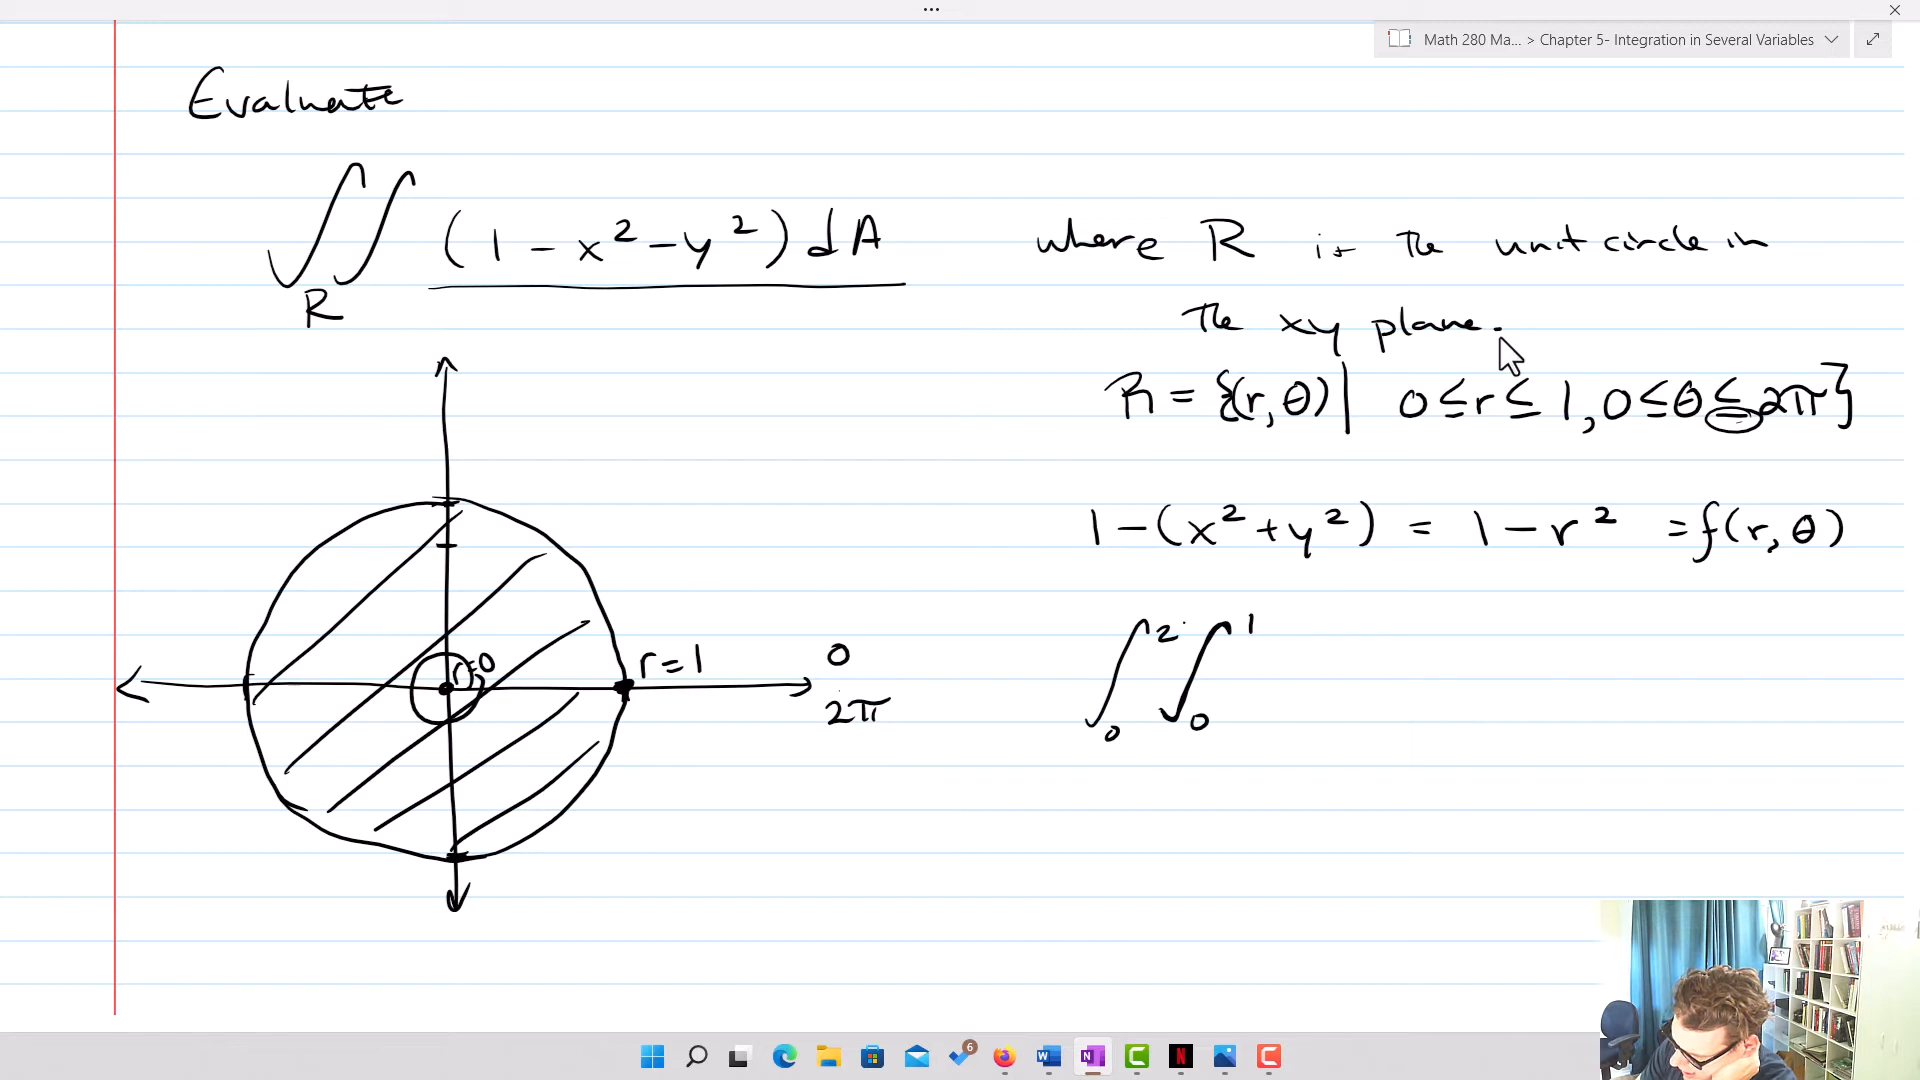 Math 280 Ma... > Chapter 5- Integration in Several Variables
Evaluate
∬_R (1 - x² - y²) dA where R is the unit circle in
the xy plane.
R = {(r, θ) | 0 ≤ r ≤ 1, 0 ≤ θ ≤ 2π}
1 - (x² + y²) = 1 - r² = f(r, θ)
r=0
r = 1
0
2π
∫_0^2 ∫_0^1
6